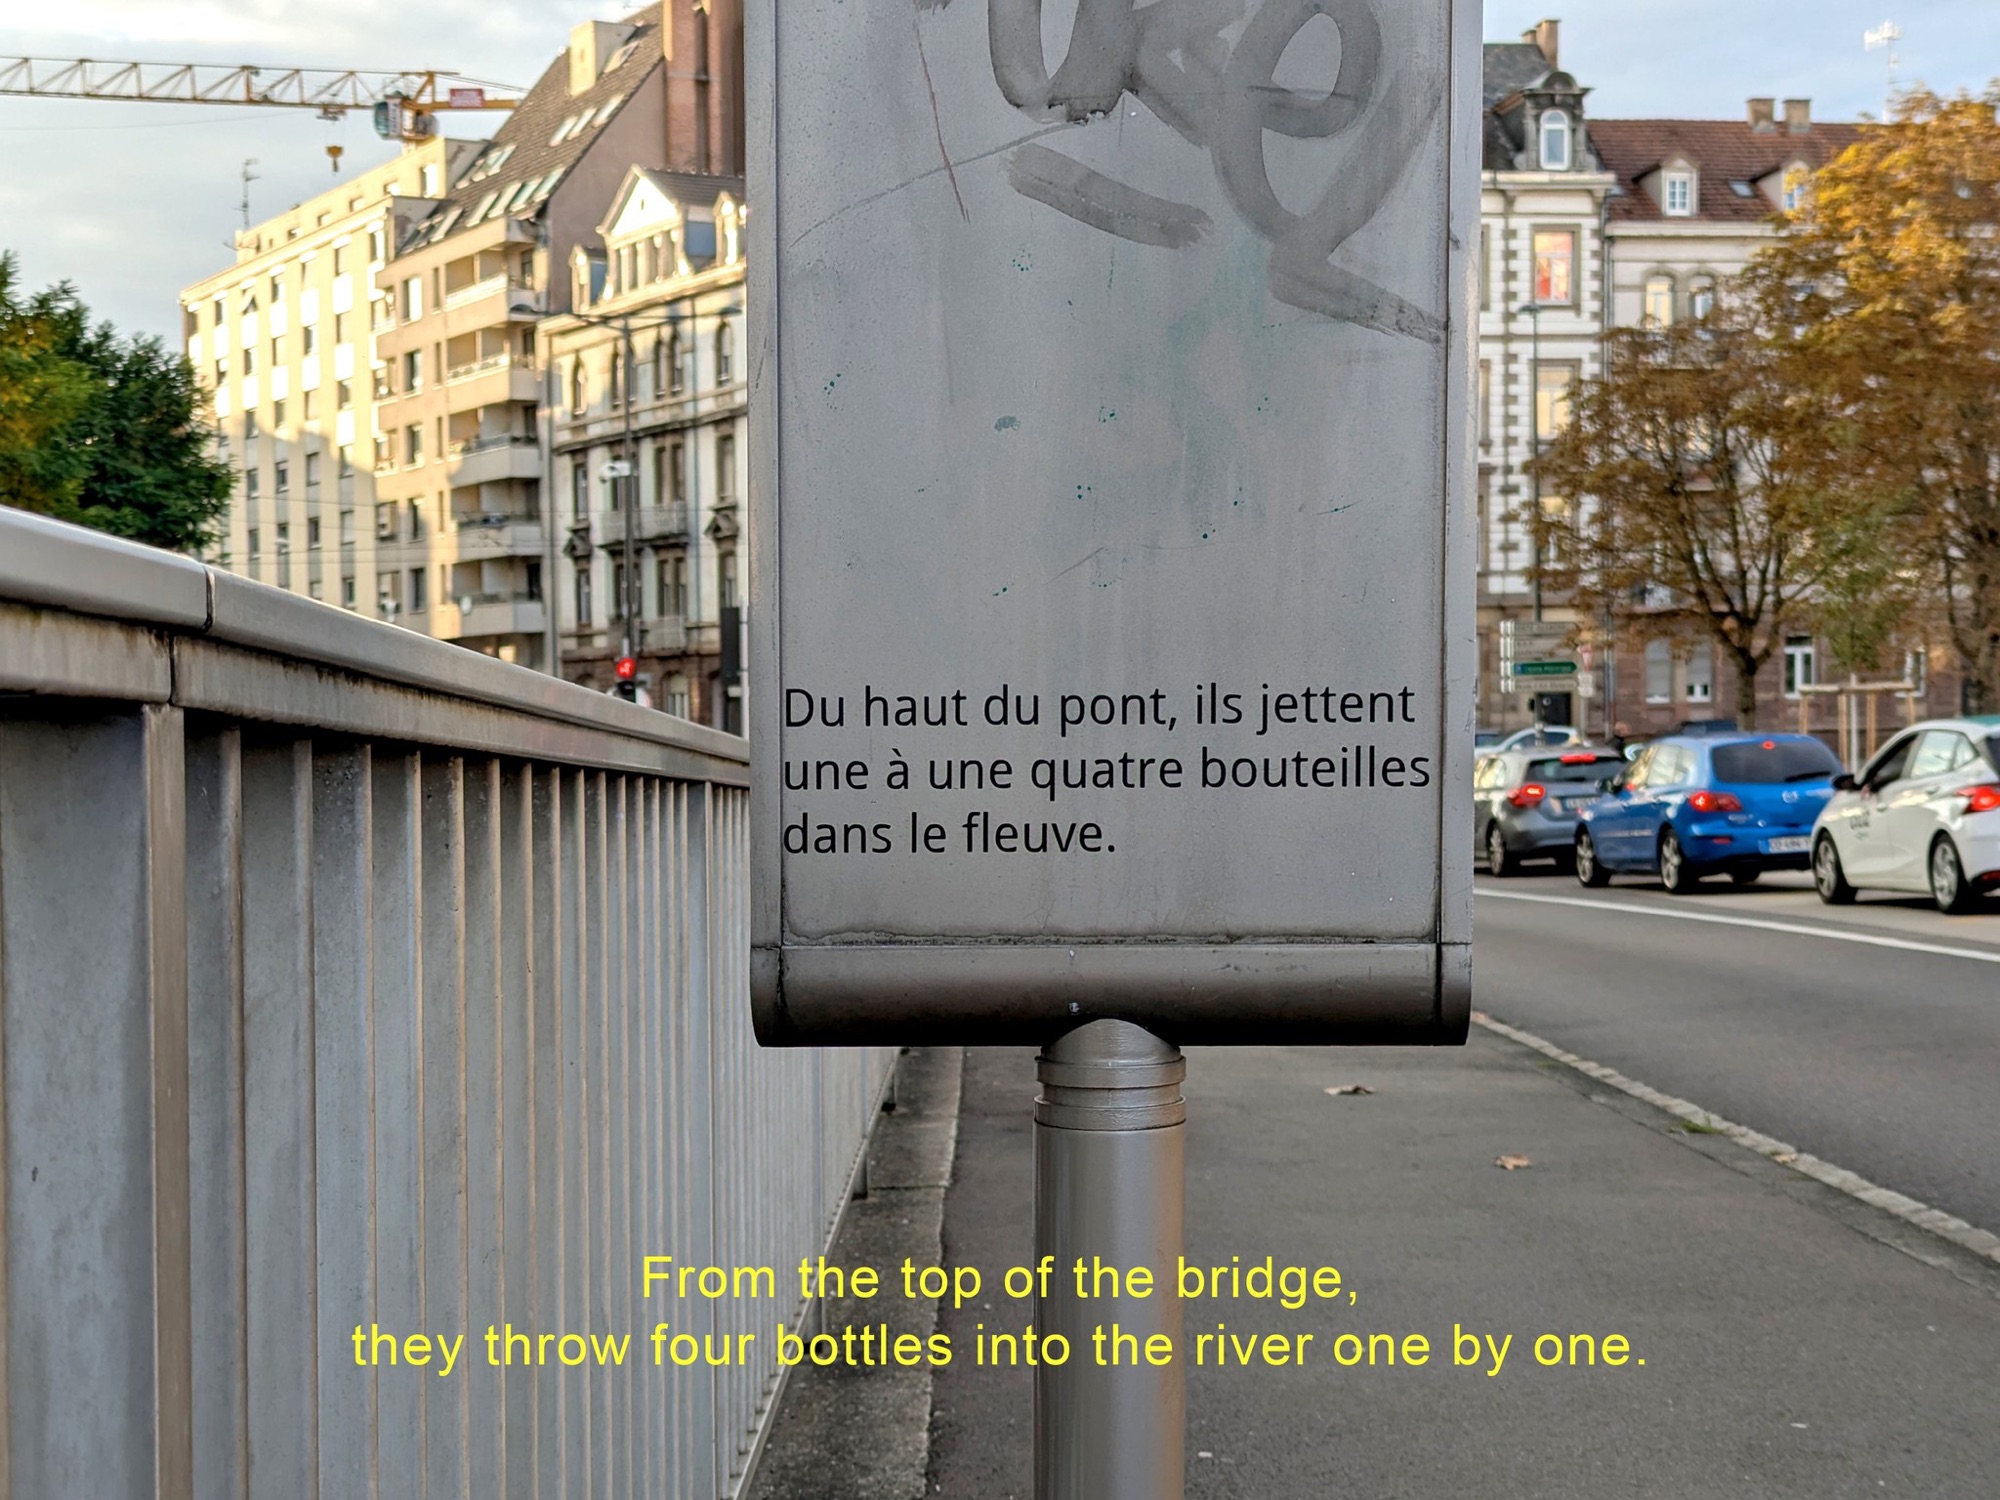 Du haut du pont, ils jettent
une à une quatre bouteilles
dans le fleuve.
From the top of the bridge,
they throw four bottles into the river one by one.